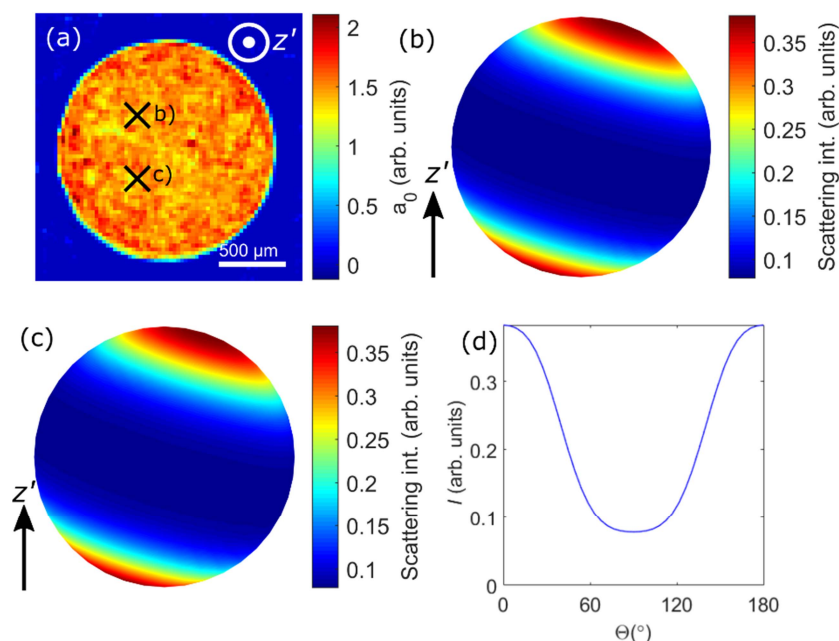 (a)
z'
b)
c)
500 µm
2
1.5
1
0.5
0
a0 (arb. units)
(b)
z'
0.35
0.3
0.25
0.2
0.15
0.1
Scattering int. (arb. units)
(c)
z'
0.35
0.3
0.25
0.2
0.15
0.1
Scattering int. (arb. units)
(d)
0.3
0.2
0.1
0
I (arb. units)
0 60 120 180
Θ(°)